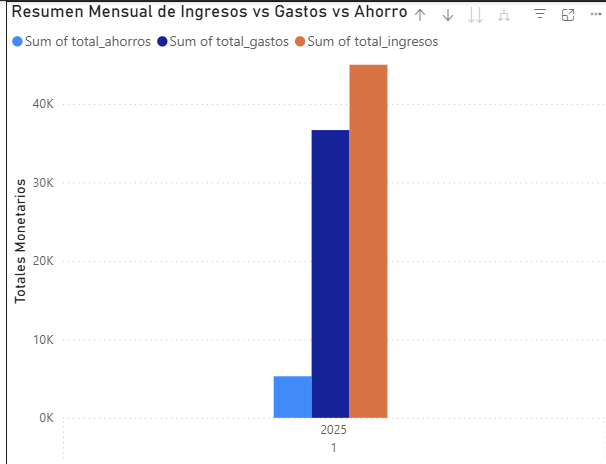 Resumen Mensual de Ingresos vs Gastos vs Ahorro
Sum of total_ahorros Sum of total_gastos Sum of total_ingresos
Totales Monetarios
40K
30K
20K
10K
0K
2025
1